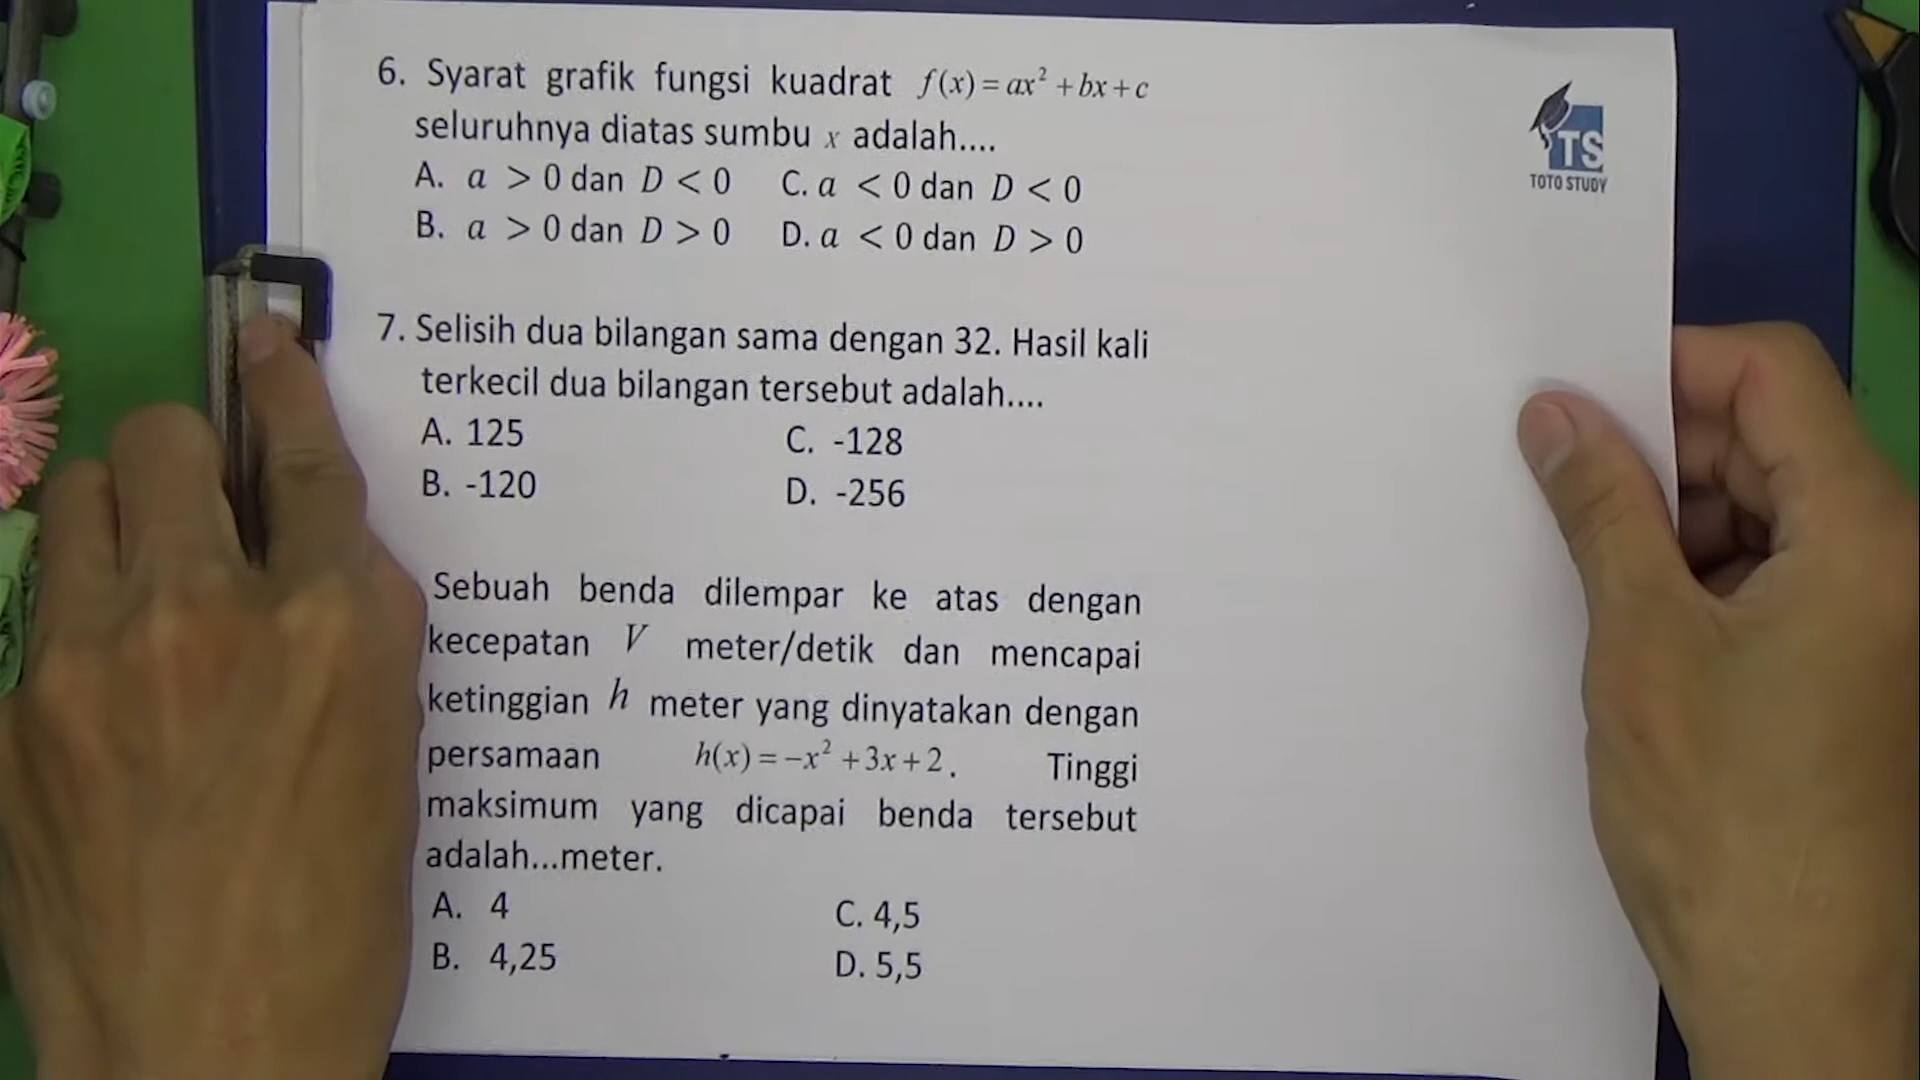 6. Syarat grafik fungsi kuadrat f(x) = ax² + bx + c
seluruhnya diatas sumbu x adalah....
A. a > 0 dan D < 0 C. a < 0 dan D < 0
B. a > 0 dan D > 0 D. a < 0 dan D > 0
TS
TOTO STUDY
7. Selisih dua bilangan sama dengan 32. Hasil kali
terkecil dua bilangan tersebut adalah....
A. 125 C. -128
B. -120 D. -256
Sebuah benda dilempar ke atas dengan
kecepatan V meter/detik dan mencapai
ketinggian h meter yang dinyatakan dengan
persamaan h(x) = -x² + 3x + 2. Tinggi
maksimum yang dicapai benda tersebut
adalah...meter.
A. 4 C. 4,5
B. 4,25 D. 5,5